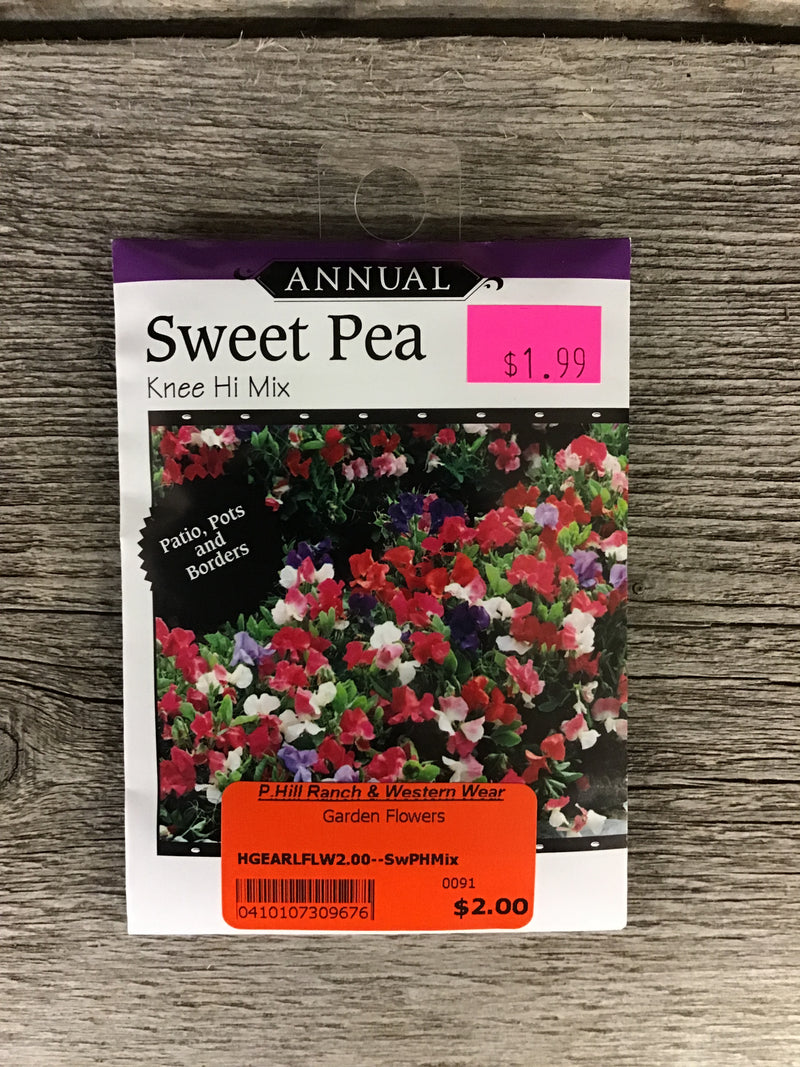 ANNUAL
Sweet Pea
$1.99
Knee Hi Mix
Patio, Pots
and
Borders
P.Hill Ranch & Western Wear
Garden Flowers
HGEARLFLW2.00--SwPHMix
0091
0410107309676
$2.00